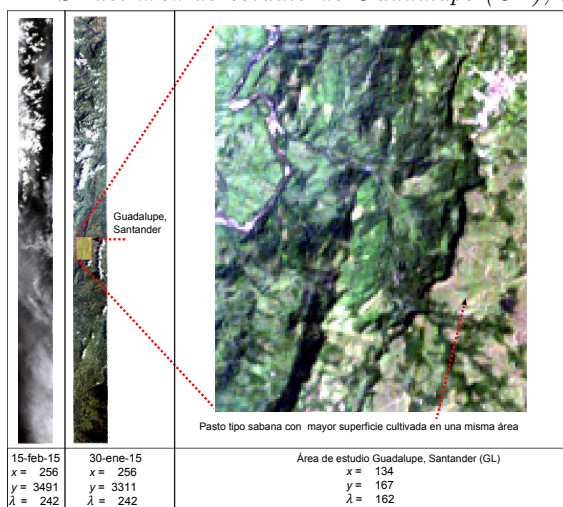 Guadalupe,
Santander
Pasto tipo sabana con mayor superficie cultivada en una misma área
15-feb-15
x = 256
y = 3491
λ = 242
30-ene-15
x = 256
y = 3311
λ = 242
Área de estudio Guadalupe, Santander (GL)
x = 134
y = 167
λ = 162